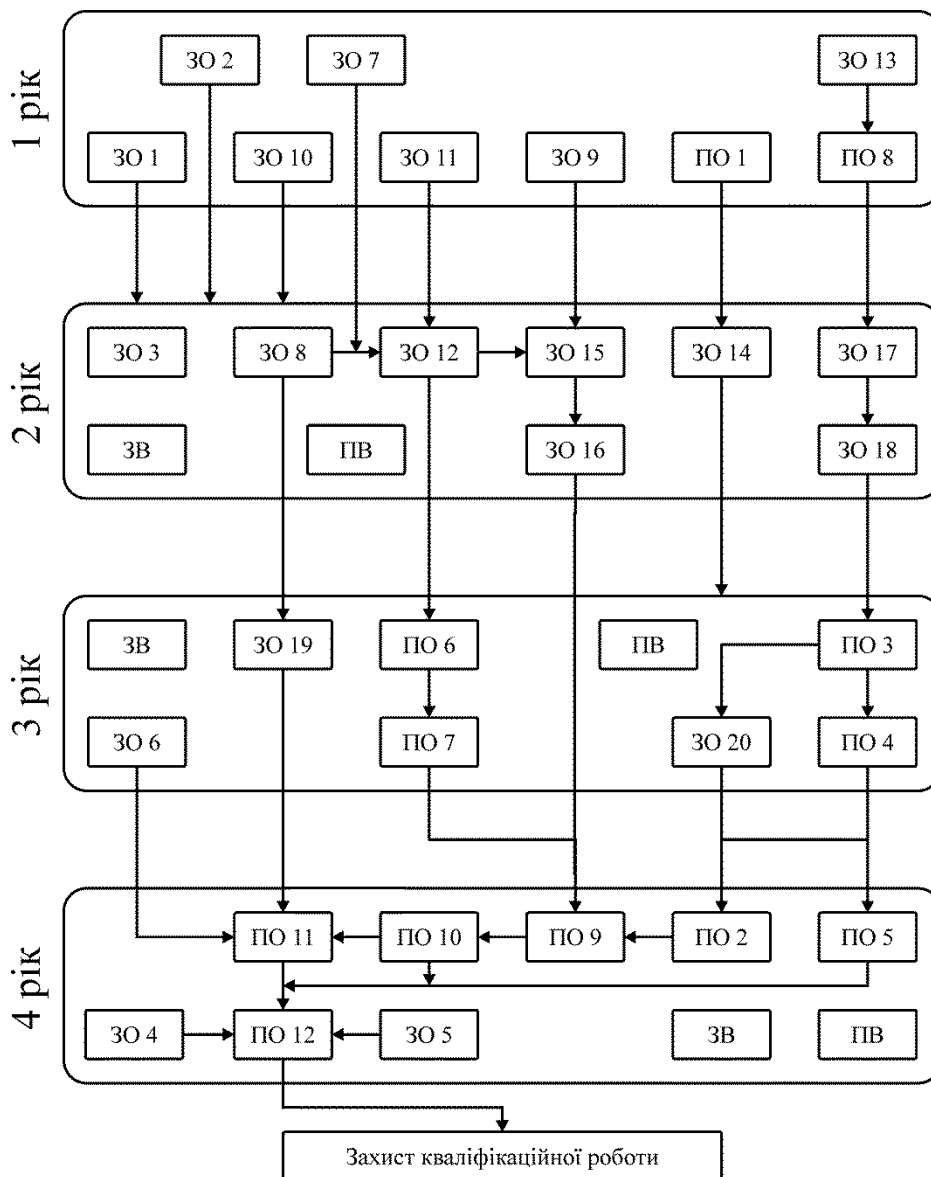 1 рік
ЗО 2
ЗО 7
ЗО 13
ЗО 1
ЗО 10
ЗО 11
ЗО 9
ПО 1
ПО 8
2 рік
ЗО 3
ЗО 8
ЗО 12
ЗО 15
ЗО 14
ЗО 17
ЗВ
ПВ
ЗО 16
ЗО 18
3 рік
ЗВ
ЗО 19
ПО 6
ПВ
ПО 3
ЗО 6
ПО 7
ЗО 20
ПО 4
4 рік
ПО 11
ПО 10
ПО 9
ПО 2
ПО 5
ЗО 4
ПО 12
ЗО 5
ЗВ
ПВ
Захист кваліфікаційної роботи